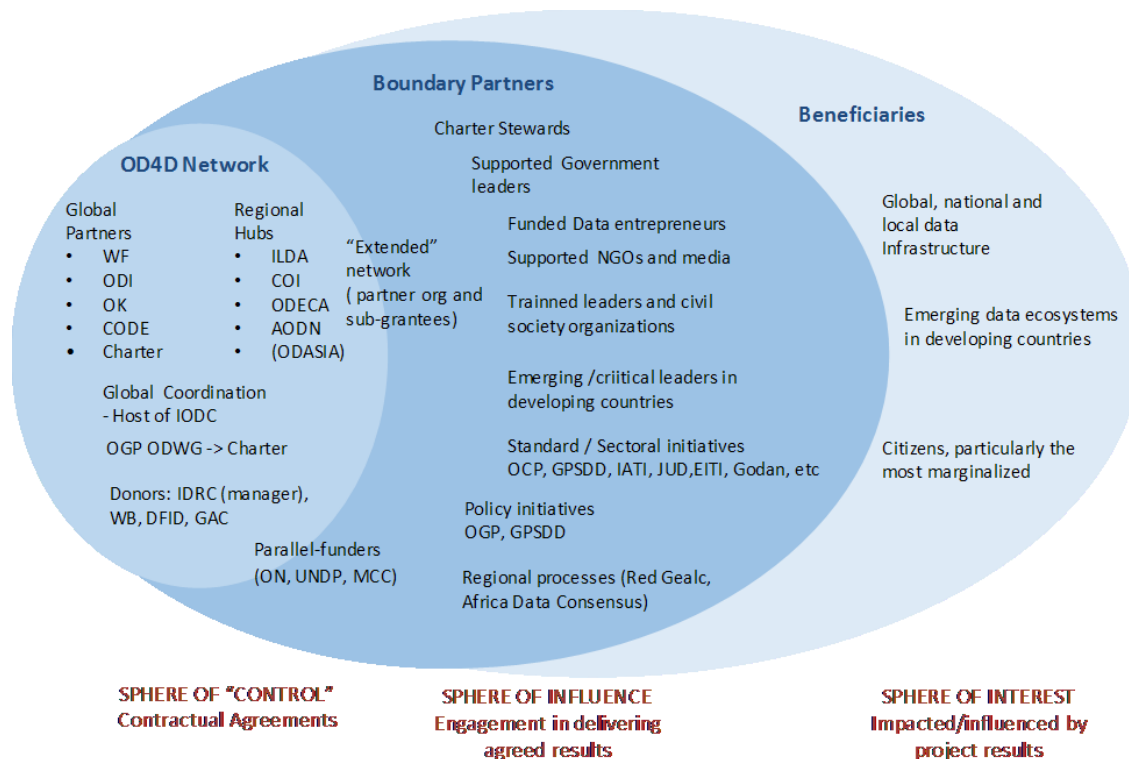 Boundary Partners
Beneficiaries
Charter Stewards
OD4D Network
Supported Government
leaders
Global
Partners
• WF
• ODI
• OK
• CODE
• Charter
Regional
Hubs
• ILDA
• COI
• ODECA
• AODN
• (ODASIA)
"Extended"
network
( partner org and
sub-grantees)
Funded Data entrepreneurs
Supported NGOs and media
Trainned leaders and civil
society organizations
Emerging /criitical leaders in
developing countries
Standard / Sectoral initiatives
OCP, GPSDD, IATI, JUD,EITI, Godan, etc
Policy initiatives
OGP, GPSDD
Regional processes (Red Gealc,
Africa Data Consensus)
Global Coordination
- Host of IODC
OGP ODWG -> Charter
Donors: IDRC (manager),
WB, DFID, GAC
Parallel-funders
(ON, UNDP, MCC)
Global, national and
local data
Infrastructure
Emerging data ecosystems
in developing countries
Citizens, particularly the
most marginalized
SPHERE OF "CONTROL"
Contractual Agreements
SPHERE OF INFLUENCE
Engagement in delivering
agreed results
SPHERE OF INTEREST
Impacted/influenced by
project results